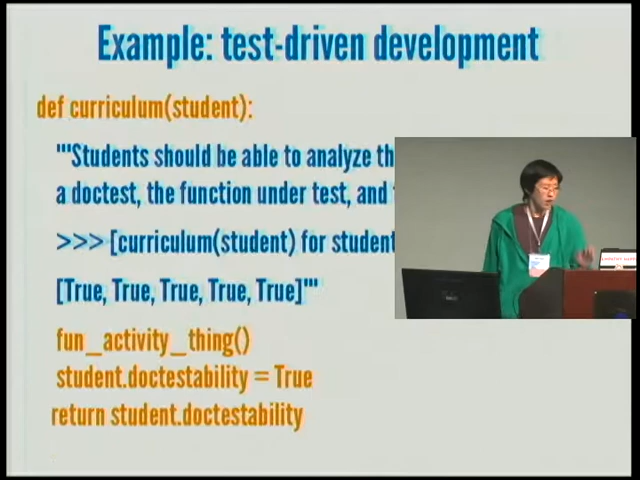 Example: test-driven development
def curriculum(student):
'''Students should be able to analyze th
a doctest, the function under test, and
>>> [curriculum(student) for student
[True, True, True, True, True]'''
fun_activity_thing()
student.doctestability = True
return student.doctestability